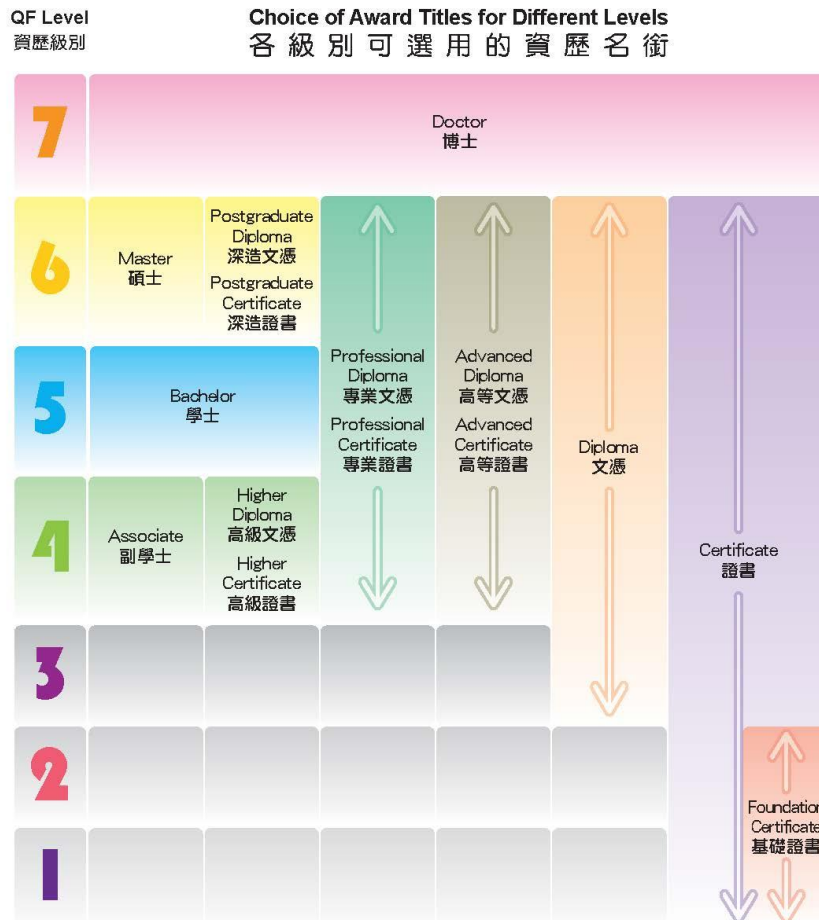 QF Level
資歷級別
Choice of Award Titles for Different Levels
各級別可選用的資歷名銜
7
Doctor
博士
6
Master
碩士
Postgraduate
Diploma
深造文憑
Postgraduate
Certificate
深造證書
5
Bachelor
學士
Professional
Diploma
專業文憑
Professional
Certificate
專業證書
Advanced
Diploma
高等文憑
Advanced
Certificate
高等證書
Diploma
文憑
4
Associate
副學士
Higher
Diploma
高級文憑
Higher
Certificate
高級證書
Certificate
證書
3
2
Foundation
Certificate
基礎證書
1